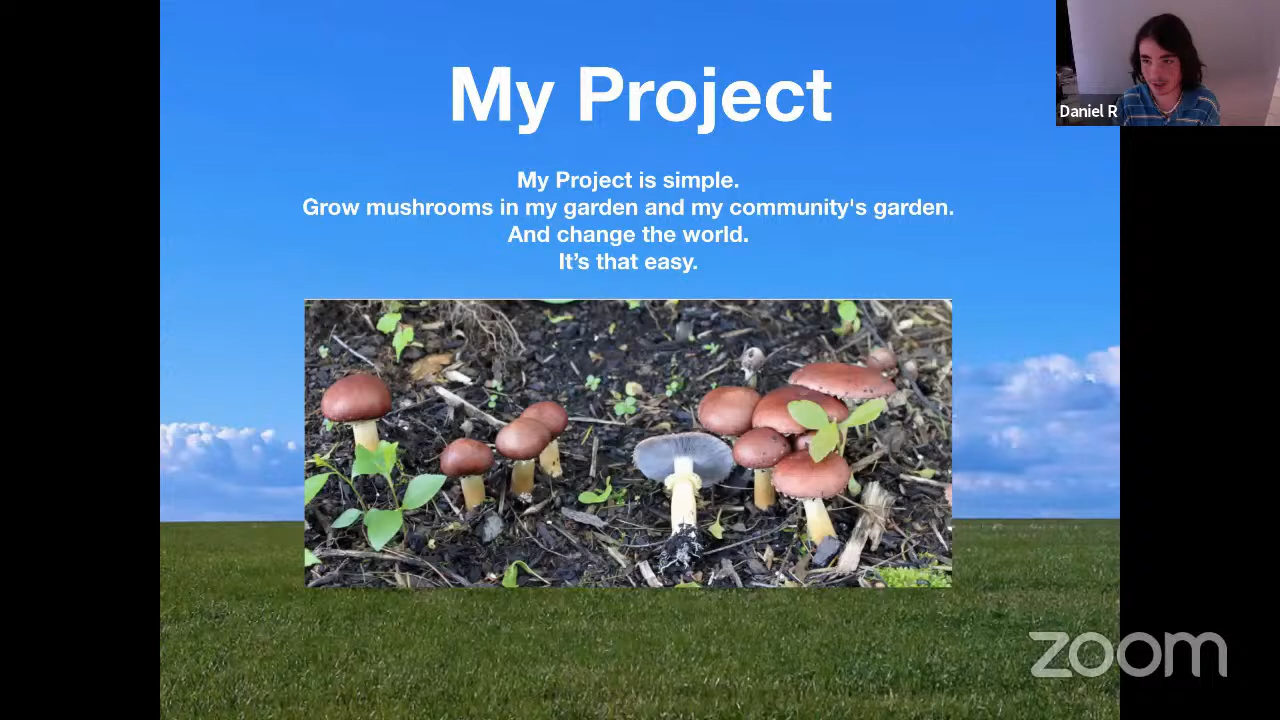 My Project
Daniel R
My Project is simple.
Grow mushrooms in my garden and my community's garden.
And change the world.
It’s that easy.
zoom